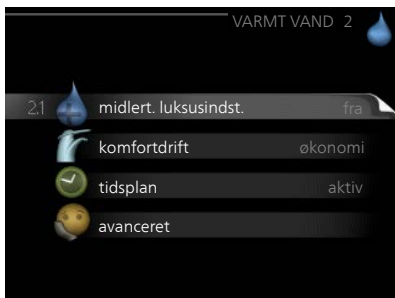 VARMT VAND 2
2.1 midlert. luksusindst. fra
komfortdrift økonomi
tidsplan aktiv
avanceret